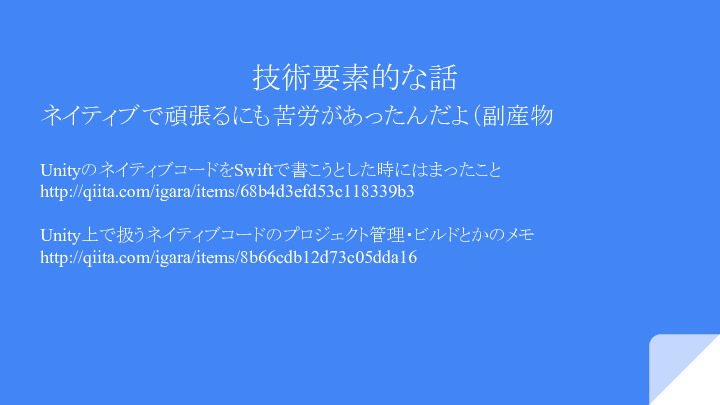 技術要素的な話
ネイティブで頑張るにも苦労があったんだよ（副産物
UnityのネイティブコードをSwiftで書こうとした時にはまったこと
http://qiita.com/igara/items/68b4d3efd53c118339b3
Unity上で扱うネイティブコードのプロジェクト管理・ビルドとかのメモ
http://qiita.com/igara/items/8b66cdb12d73c05dda16